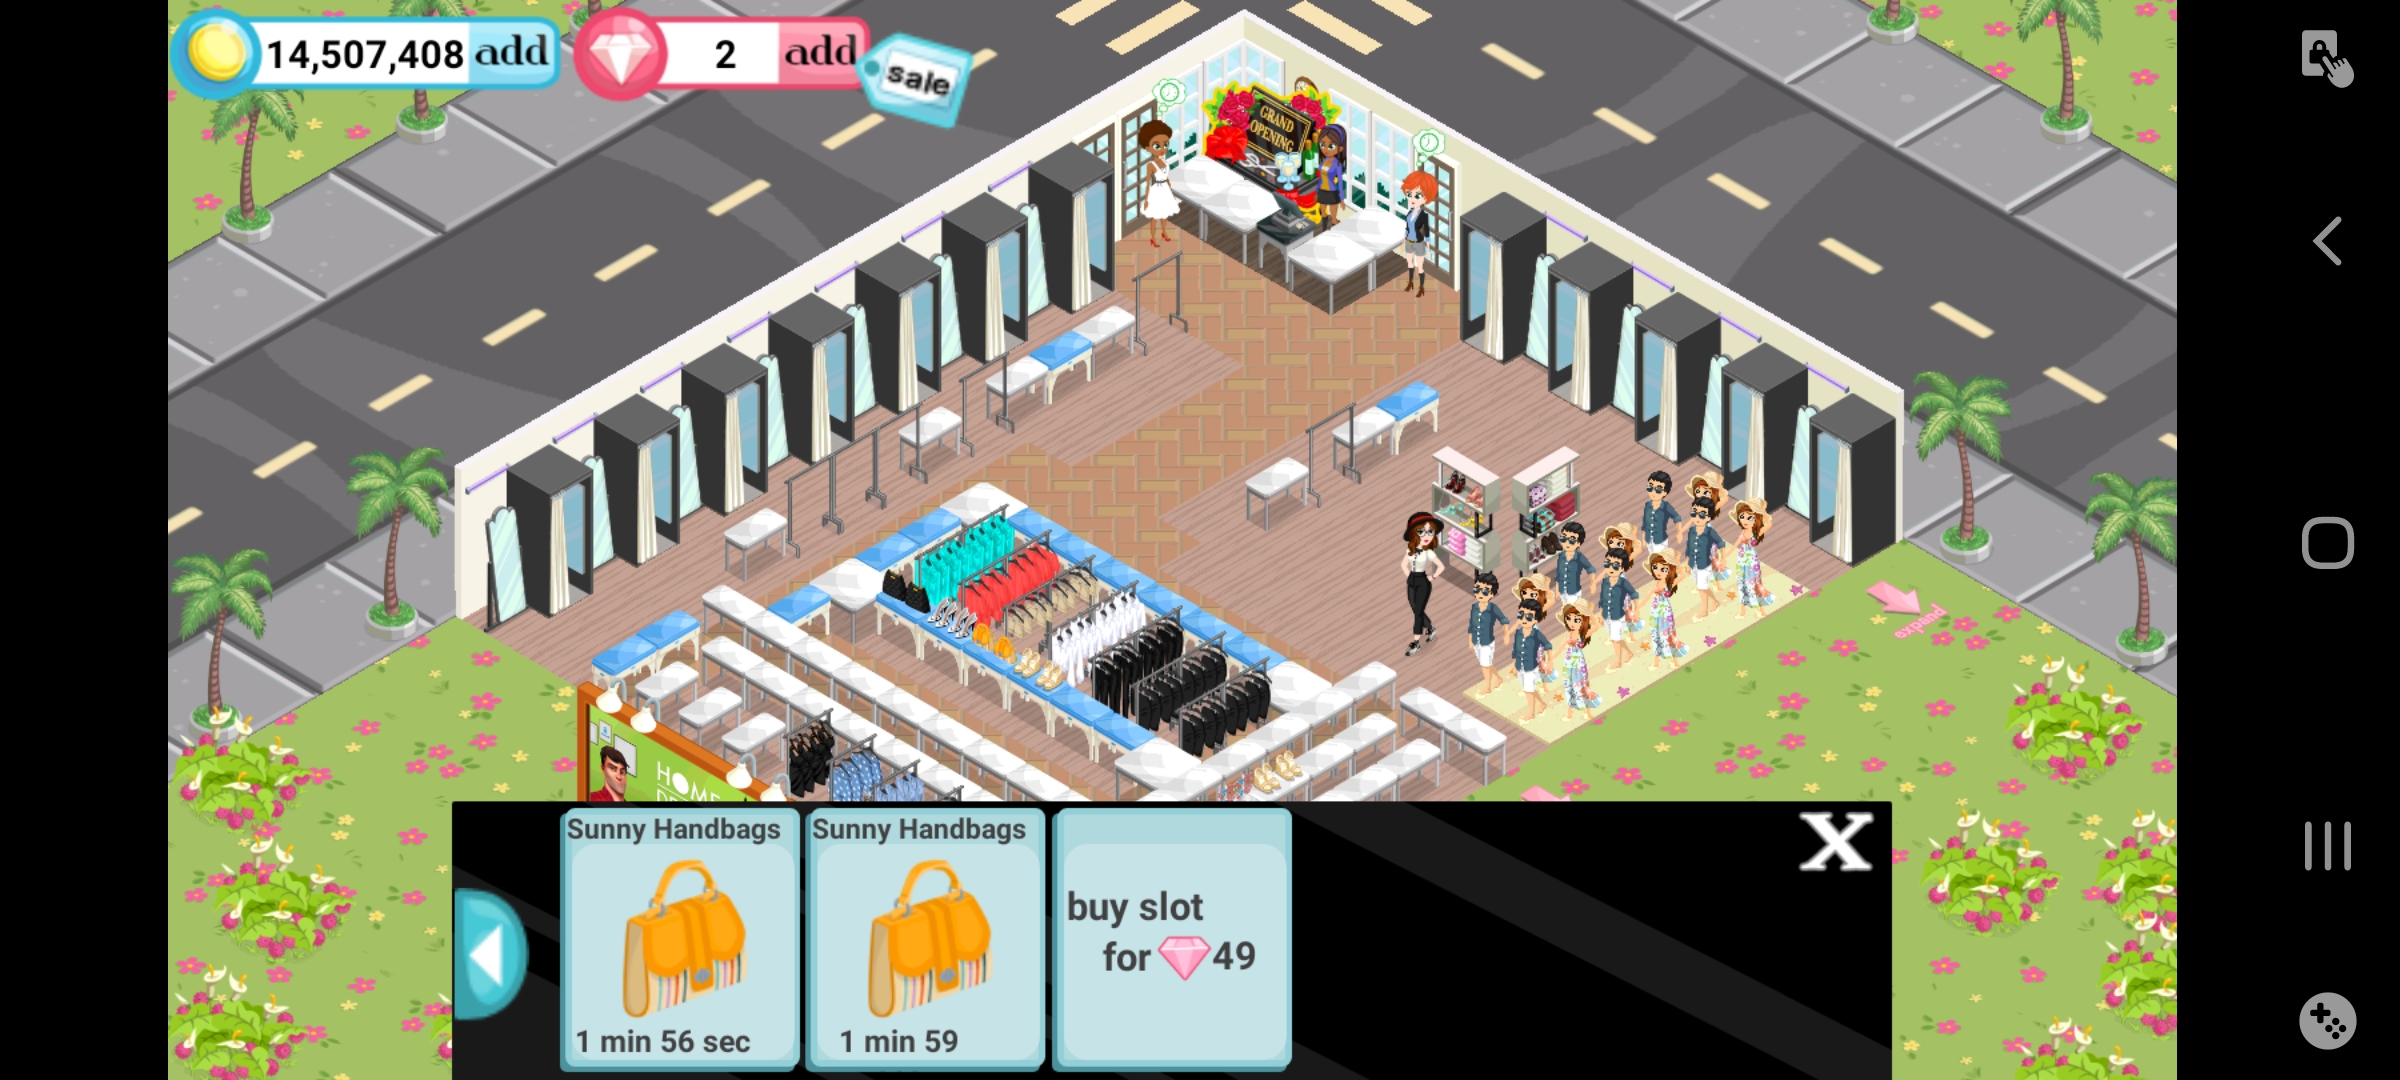 14,507,408 add
2 add
sale
GRAND
OPENING
expand
HOME
Sunny Handbags
1 min 56 sec
Sunny Handbags
1 min 59
buy slot
for 49
X